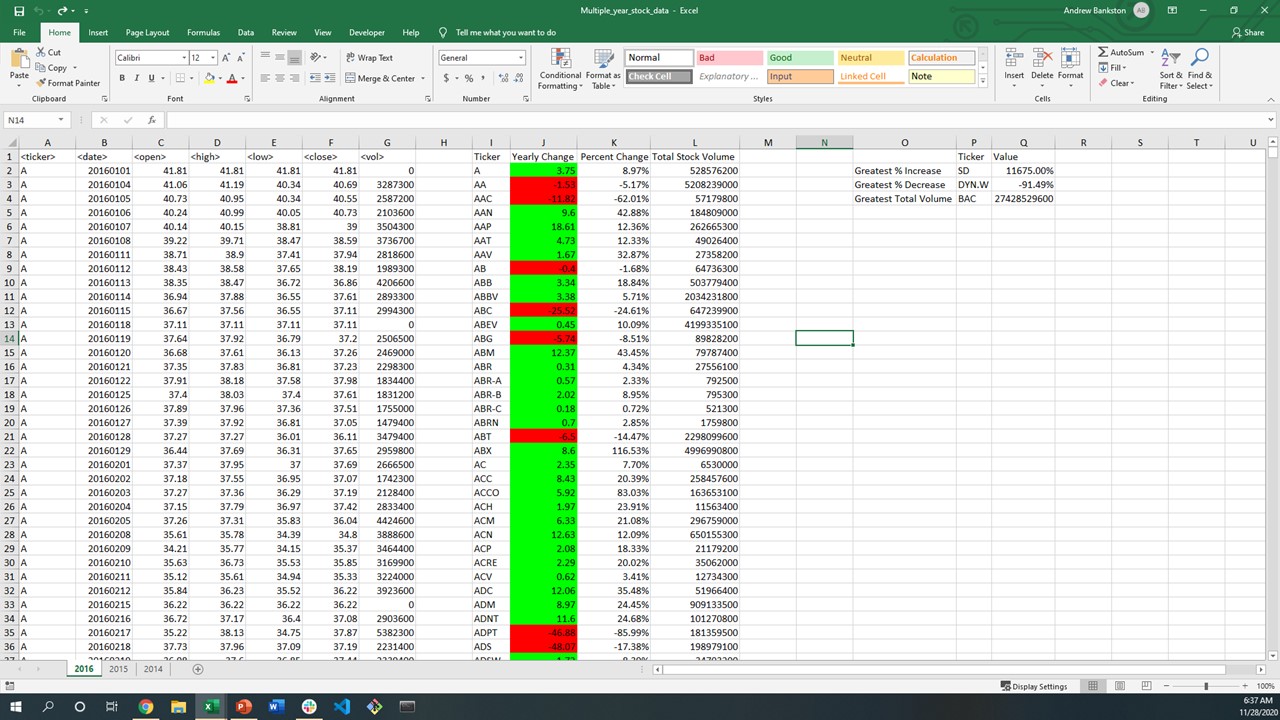 Multiple_year_stock_data - Excel
Andrew Bankston AB
File Home Insert Page Layout Formulas Data Review View Developer Help Tell me what you want to do Share
Paste Cut Copy Format Painter Clipboard
Calibri 12 A A B I U A Font
Wrap Text Merge & Center Alignment
General $ % , Number
Conditional Formatting Format as Table
Normal Bad Good Neutral Calculation
Check Cell Explanatory ... Input Linked Cell Note
Styles
Insert Delete Format Cells
AutoSum Fill Clear Sort & Filter Find & Select Editing
N14 fx
A B C D E F G H I J K L M N O P Q R S T U
1 <ticker> <date> <open> <high> <low> <close> <vol> Ticker Yearly Change Percent Change Total Stock Volume Ticker Value
2 A 20160101 41.81 41.81 41.81 41.81 0 A 3.75 8.97% 528576200 Greatest % Increase SD 11675.00%
3 A 20160104 41.06 41.19 40.34 40.69 3287300 AA -1.53 -5.17% 5208239000 Greatest % Decrease DYN.W -91.49%
4 A 20160105 40.73 40.95 40.34 40.55 2587200 AAC -11.82 -62.01% 57179800 Greatest Total Volume BAC 27428529600
5 A 20160106 40.24 40.99 40.05 40.73 2103600 AAN 9.6 42.88% 184809000
6 A 20160107 40.14 40.15 38.81 39 3504300 AAP 18.61 12.36% 262665300
7 A 20160108 39.22 39.71 38.47 38.59 3736700 AAT 4.73 12.33% 49026400
8 A 20160111 38.71 38.9 37.41 37.94 2818600 AAV 1.67 32.87% 27358200
9 A 20160112 38.43 38.58 37.65 38.19 1989300 AB -0.4 -1.68% 64736300
10 A 20160113 38.35 38.47 36.72 36.86 4206600 ABB 3.34 18.84% 503779400
11 A 20160114 36.94 37.88 36.55 37.61 2893300 ABBV 3.38 5.71% 2034231800
12 A 20160115 36.67 37.56 36.55 37.11 2994300 ABC -25.52 -24.61% 647239900
13 A 20160118 37.11 37.11 37.11 37.11 0 ABEV 0.45 10.09% 4199335100
14 A 20160119 37.64 37.92 36.79 37.2 2506500 ABG -5.74 -8.51% 89828200
15 A 20160120 36.68 37.61 36.13 37.26 2469000 ABM 12.37 43.45% 79787400
16 A 20160121 37.35 37.83 36.81 37.23 2298300 ABR 0.31 4.34% 27556100
17 A 20160122 37.91 38.18 37.58 37.98 1834400 ABR-A 0.57 2.33% 792500
18 A 20160125 37.4 38.03 37.4 37.61 1831200 ABR-B 2.02 8.95% 795300
19 A 20160126 37.89 37.96 37.36 37.51 1755000 ABR-C 0.18 0.72% 521300
20 A 20160127 37.39 37.92 36.81 37.05 1479400 ABRN 0.7 2.85% 1759800
21 A 20160128 37.27 37.27 36.01 36.11 3479400 ABT -6.5 -14.47% 2298099600
22 A 20160129 36.44 37.69 36.31 37.65 2959800 ABX 8.6 116.53% 4996990800
23 A 20160201 37.37 37.95 37 37.69 2666500 AC 2.35 7.70% 6530000
24 A 20160202 37.18 37.55 36.95 37.07 1742300 ACC 8.43 20.39% 258457600
25 A 20160203 37.27 37.36 36.29 37.19 2128400 ACCO 5.92 83.03% 163653100
26 A 20160204 37.15 37.79 36.97 37.42 2833400 ACH 1.97 23.91% 11563400
27 A 20160205 37.26 37.31 35.83 36.04 4424600 ACM 6.33 21.08% 296759000
28 A 20160208 35.61 35.78 34.39 34.8 3888600 ACN 12.63 12.09% 650155300
29 A 20160209 34.21 35.77 34.15 35.37 3464400 ACP 2.08 18.33% 21179200
30 A 20160210 35.63 36.73 35.53 35.85 3169900 ACRE 2.29 20.02% 35062000
31 A 20160211 35.12 35.61 34.94 35.33 3224000 ACV 0.62 3.41% 12734300
32 A 20160212 35.84 36.23 35.52 36.22 3923600 ADC 12.06 35.48% 51966400
33 A 20160215 36.22 36.22 36.22 36.22 0 ADM 8.97 24.45% 909133500
34 A 20160216 36.72 37.17 36.4 37.08 2903600 ADNT 11.6 24.68% 101270800
35 A 20160217 35.22 38.13 34.75 37.87 5382300 ADPT -46.88 -85.99% 181359500
36 A 20160218 37.73 37.96 37.09 37.19 2231400 ADS -48.07 -17.38% 198979100
2016 2015 2014
Display Settings 100%
6:37 AM
11/28/2020